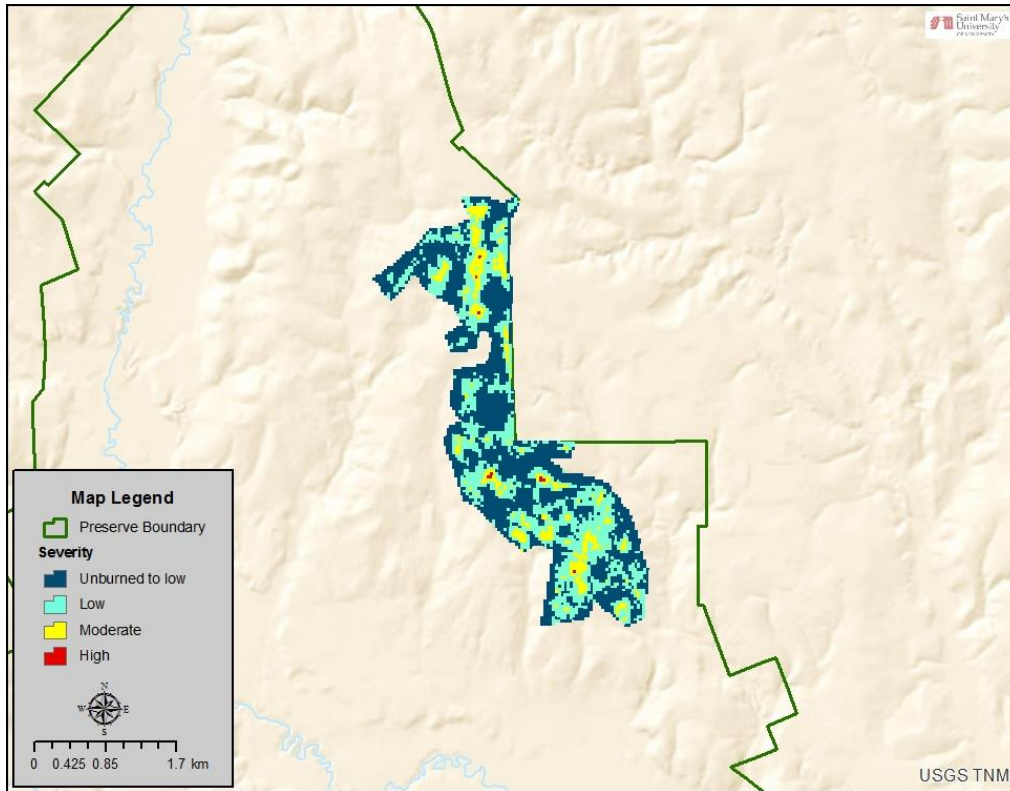 Saint Mary's
University
Map Legend
Preserve Boundary
Severity
Unburned to low
Low
Moderate
High
N
W E
S
0 0.425 0.85 1.7 km
USGS TNM